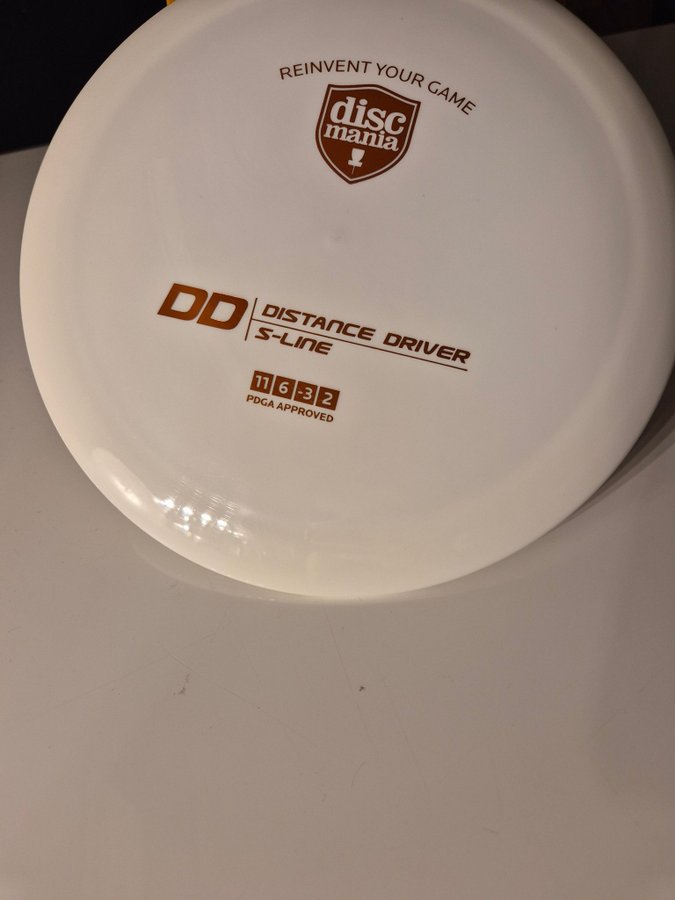 REINVENT YOUR GAME
disc
mania
DD
DISTANCE DRIVER
S-LINE
11 6 -3 2
PDGA APPROVED